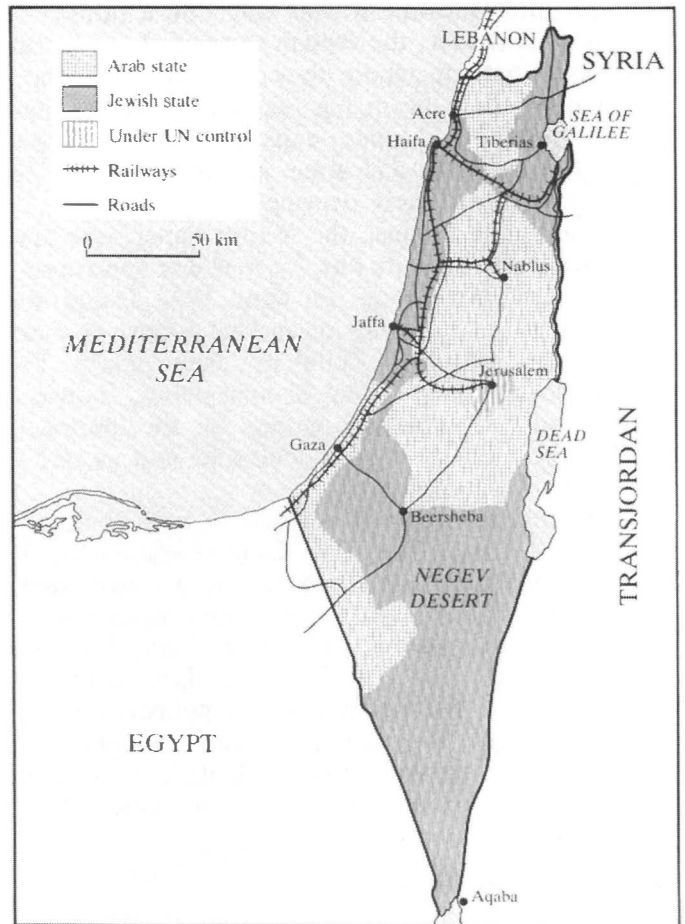 LEBANON
SYRIA
Arab state
Jewish state
Under UN control
Railways
Roads
0 50 km
Acre
SEA OF
GALILEE
Haifa
Tiberias
Nablus
Jaffa
MEDITERRANEAN
SEA
Jerusalem
Gaza
DEAD
SEA
TRANSJORDAN
Beersheba
NEGEV
DESERT
EGYPT
Aqaba